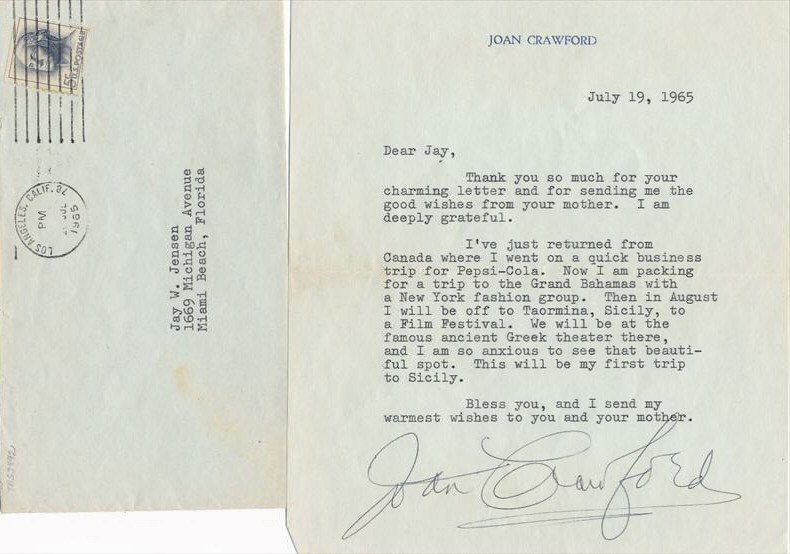 JOAN CRAWFORD
July 19, 1965
Dear Jay,
Thank you so much for your
charming letter and for sending me the
good wishes from your mother. I am
deeply grateful.
I've just returned from
Canada where I went on a quick business
trip for Pepsi-Cola. Now I am packing
for a trip to the Grand Bahamas with
a New York fashion group. Then in August
I will be off to Taormina, Sicily, to
a Film Festival. We will be at the
famous ancient Greek theater there,
and I am so anxious to see that beauti-
ful spot. This will be my first trip
to Sicily.
Bless you, and I send my
warmest wishes to you and your mother.
Joan Crawford
Jay W. Jensen
1669 Michigan Avenue
Miami Beach, Florida
LOS ANGELES, CALIF.
PM
JUL
1965
5c U.S. POSTAGE